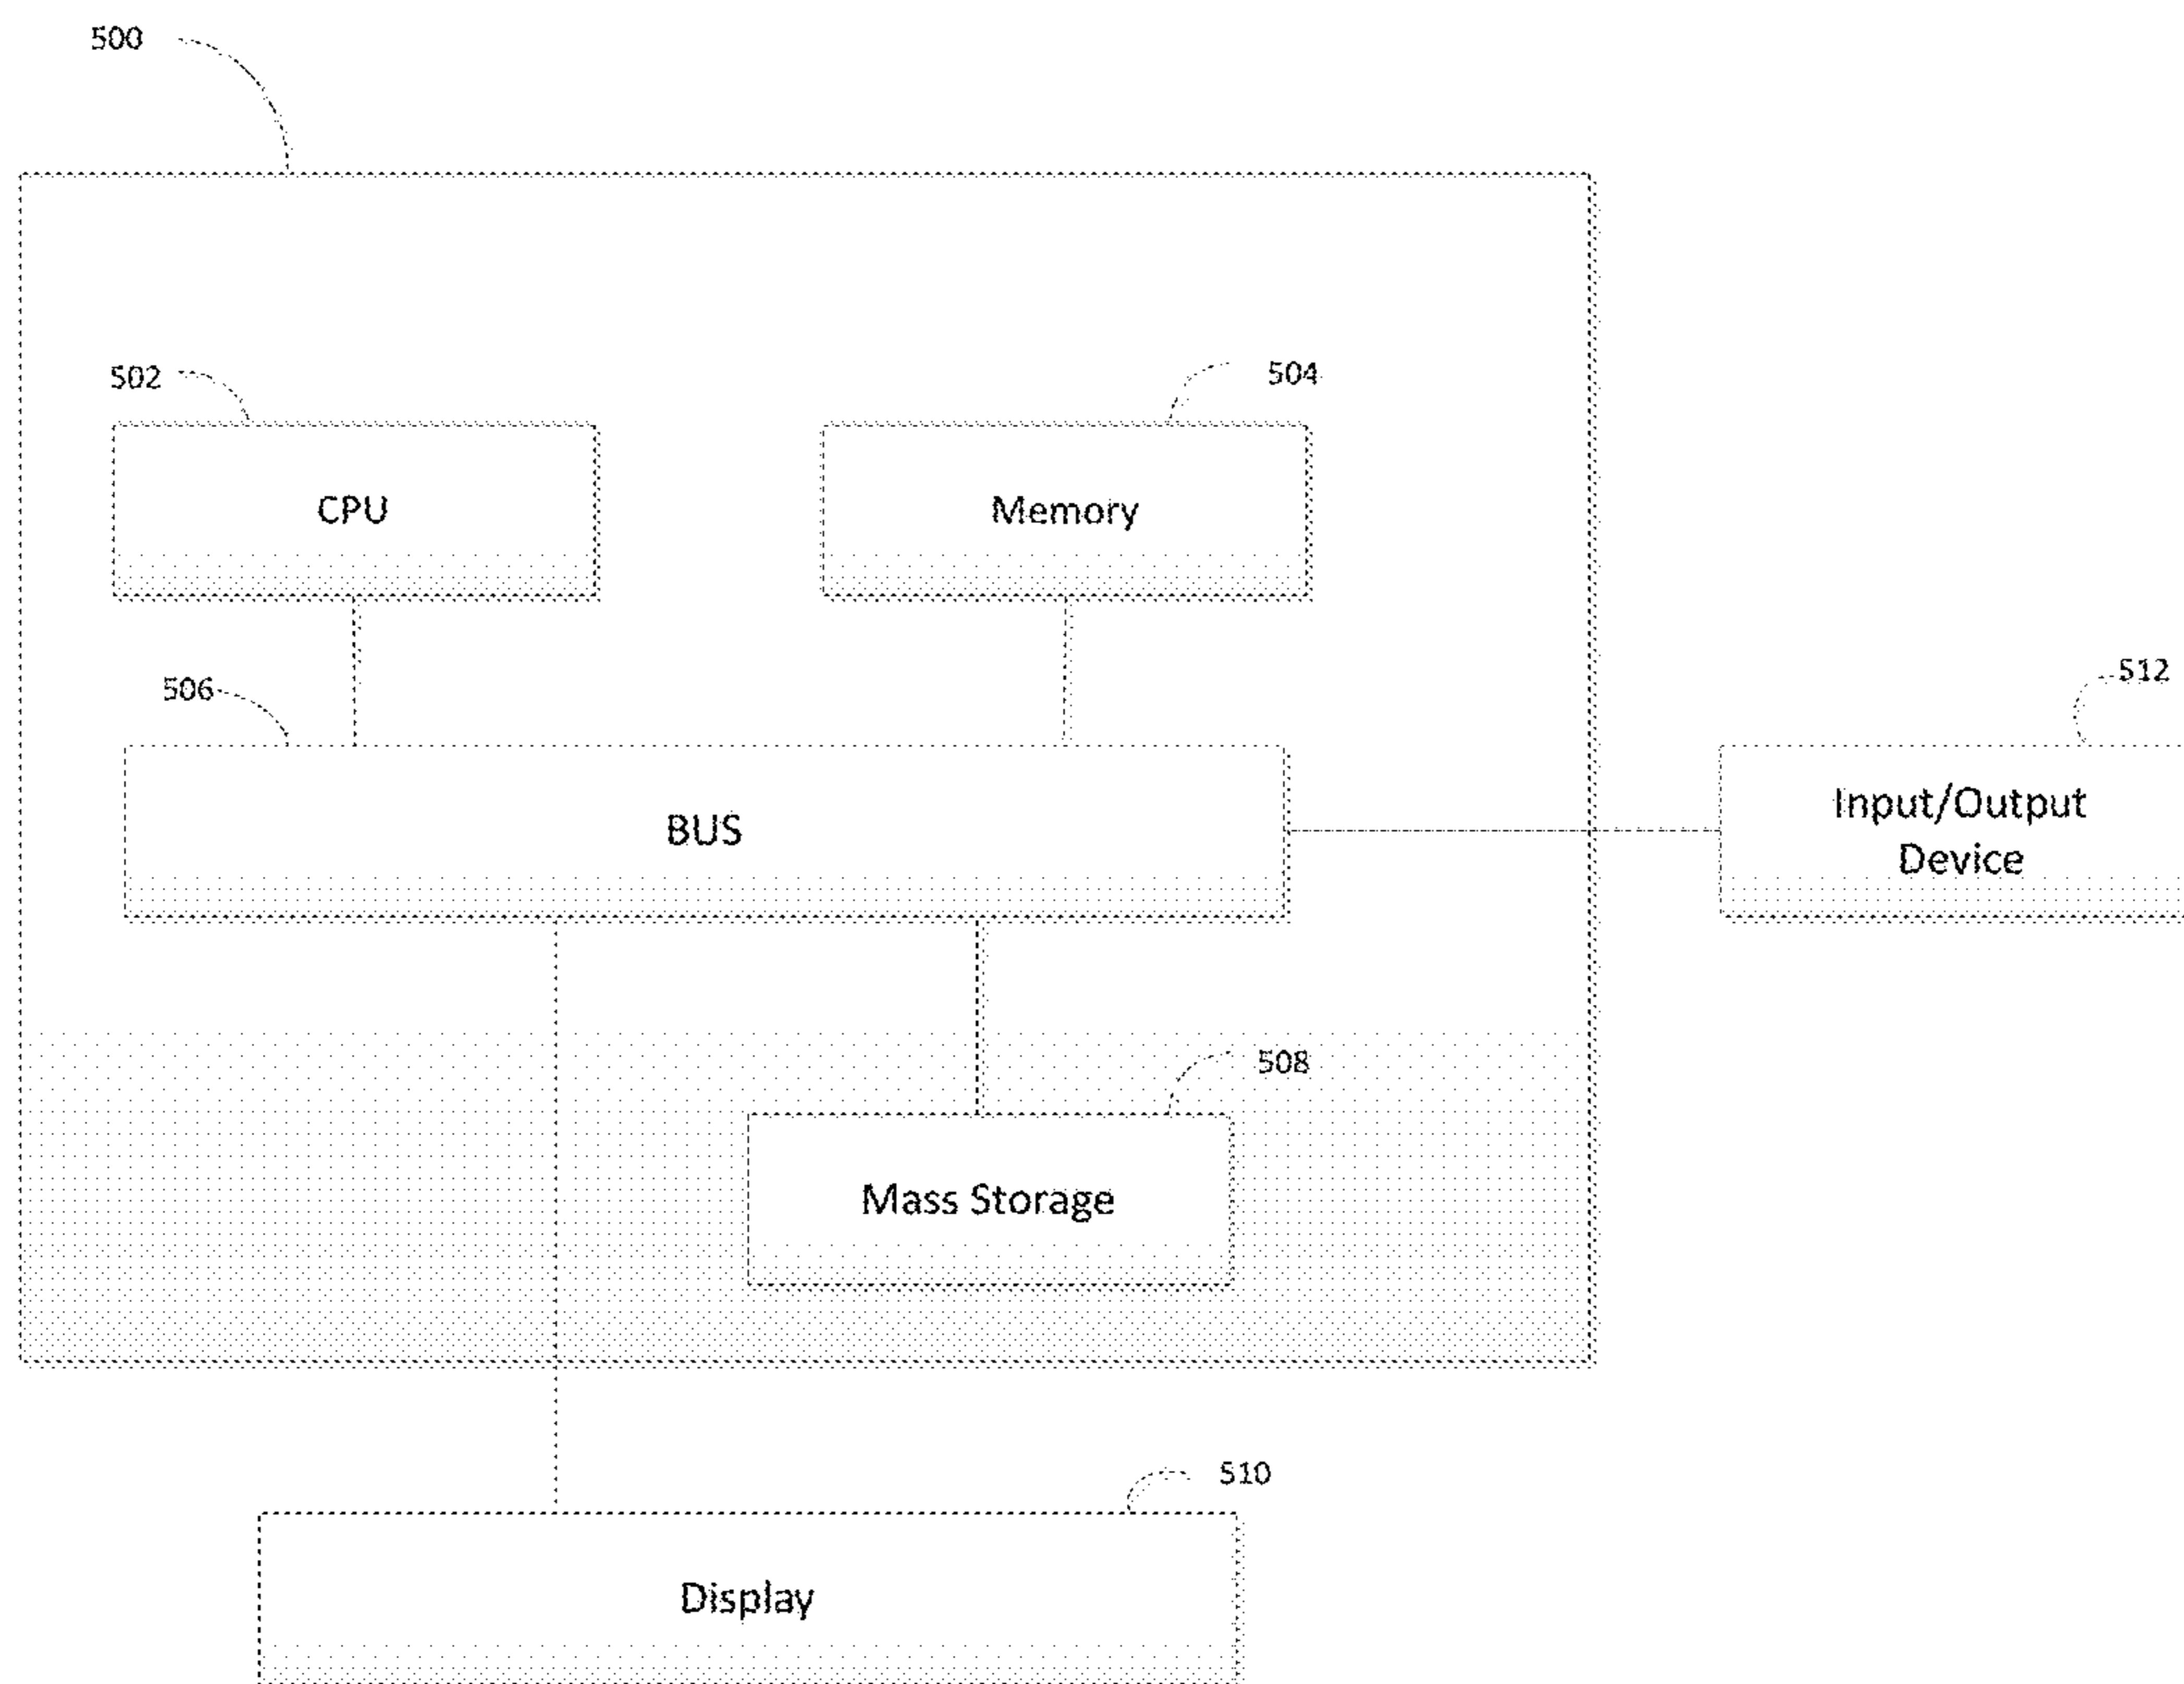 500
502
504
CPU
Memory
506
512
BUS
Input/Output
Device
508
Mass Storage
510
Display